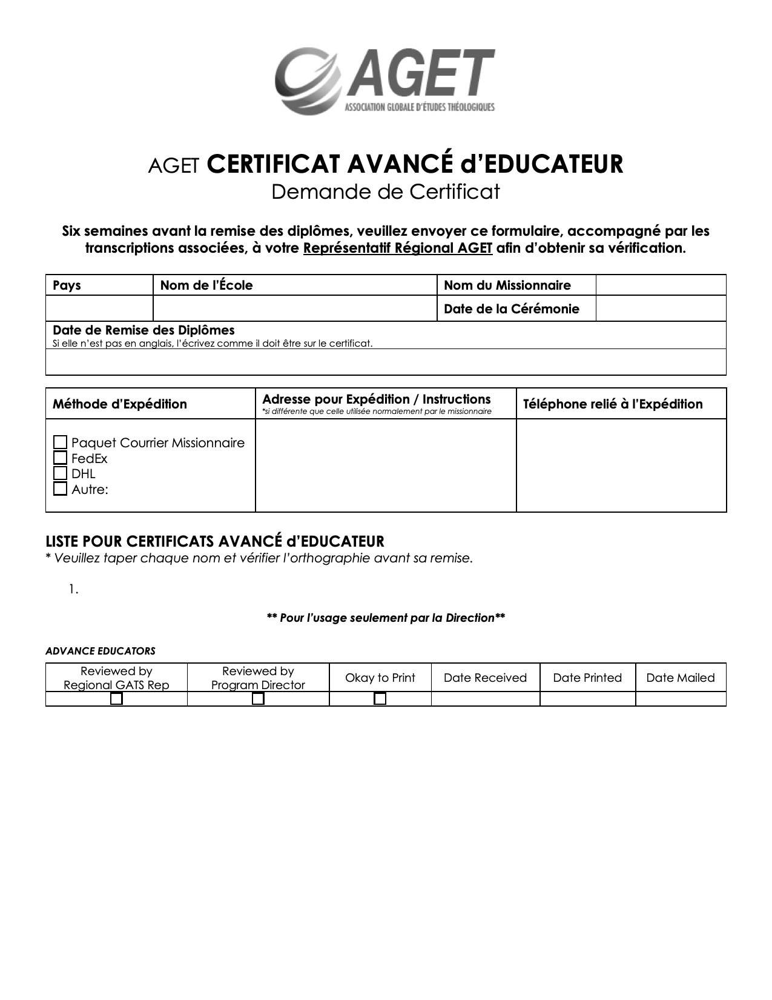 AGET
ASSOCIATION GLOBALE D'ÉTUDES THÉOLOGIQUES
AGET CERTIFICAT AVANCÉ d’EDUCATEUR
Demande de Certificat
Six semaines avant la remise des diplômes, veuillez envoyer ce formulaire, accompagné par les
transcriptions associées, à votre Représentatif Régional AGET afin d’obtenir sa vérification.
Pays Nom de l’École Nom du Missionnaire
Date de la Cérémonie
Date de Remise des Diplômes
Si elle n’est pas en anglais, l’écrivez comme il doit être sur le certificat.
Méthode d’Expédition Adresse pour Expédition / Instructions Téléphone relié à l’Expédition
*si différente que celle utilisée normalement par le missionnaire
Paquet Courrier Missionnaire
FedEx
DHL
Autre:
LISTE POUR CERTIFICATS AVANCÉ d’EDUCATEUR
* Veuillez taper chaque nom et vérifier l’orthographie avant sa remise.
1.
** Pour l’usage seulement par la Direction**
ADVANCE EDUCATORS
Reviewed by Regional GATS Rep
Reviewed by Program Director
Okay to Print
Date Received
Date Printed
Date Mailed